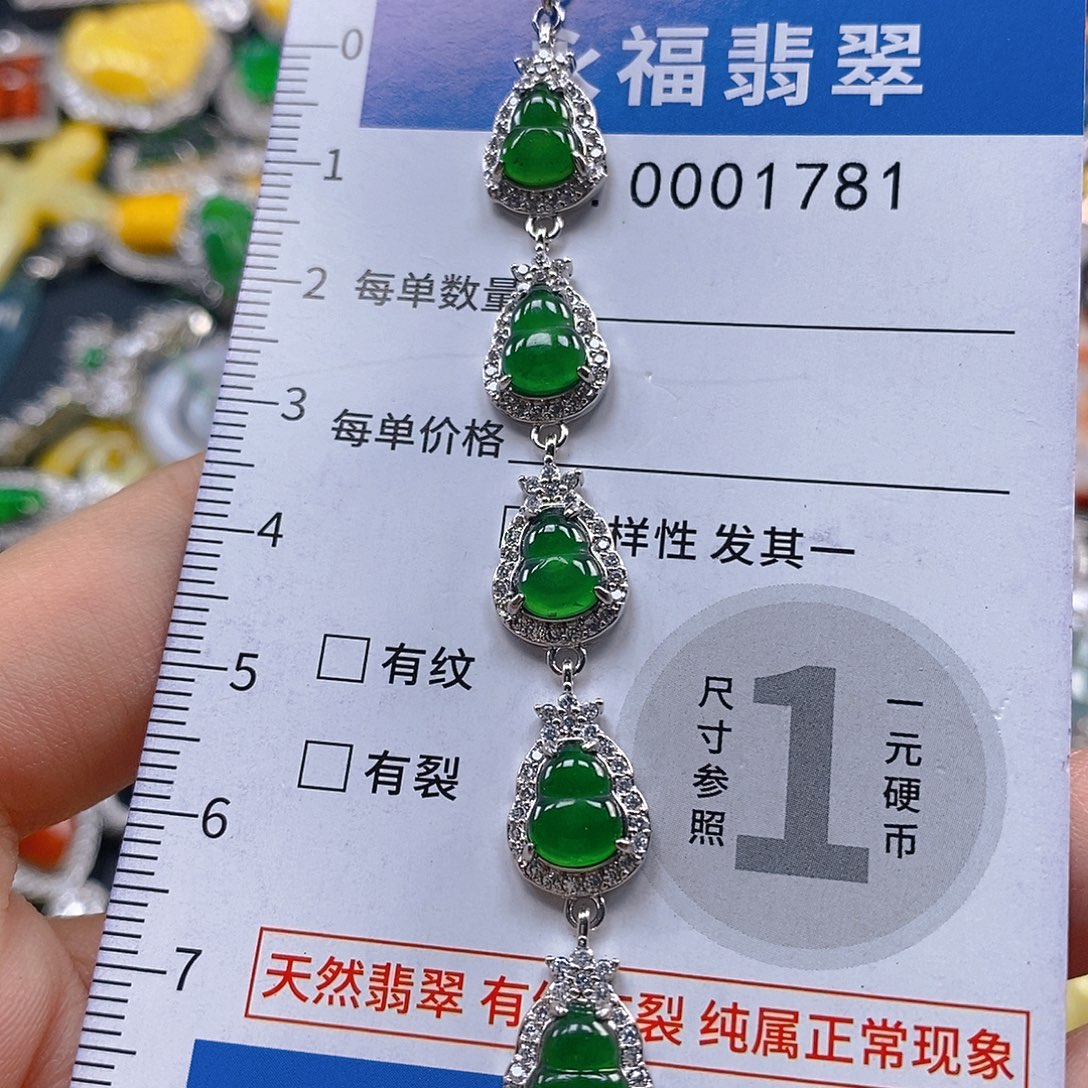 福翡翠
0001781
每单数量
每单价格
样性 发其一
有纹
有裂
尺寸参照
1
一元硬币
天然翡翠 有 裂 纯属正常现象
0
1
2
3
4
5
6
7